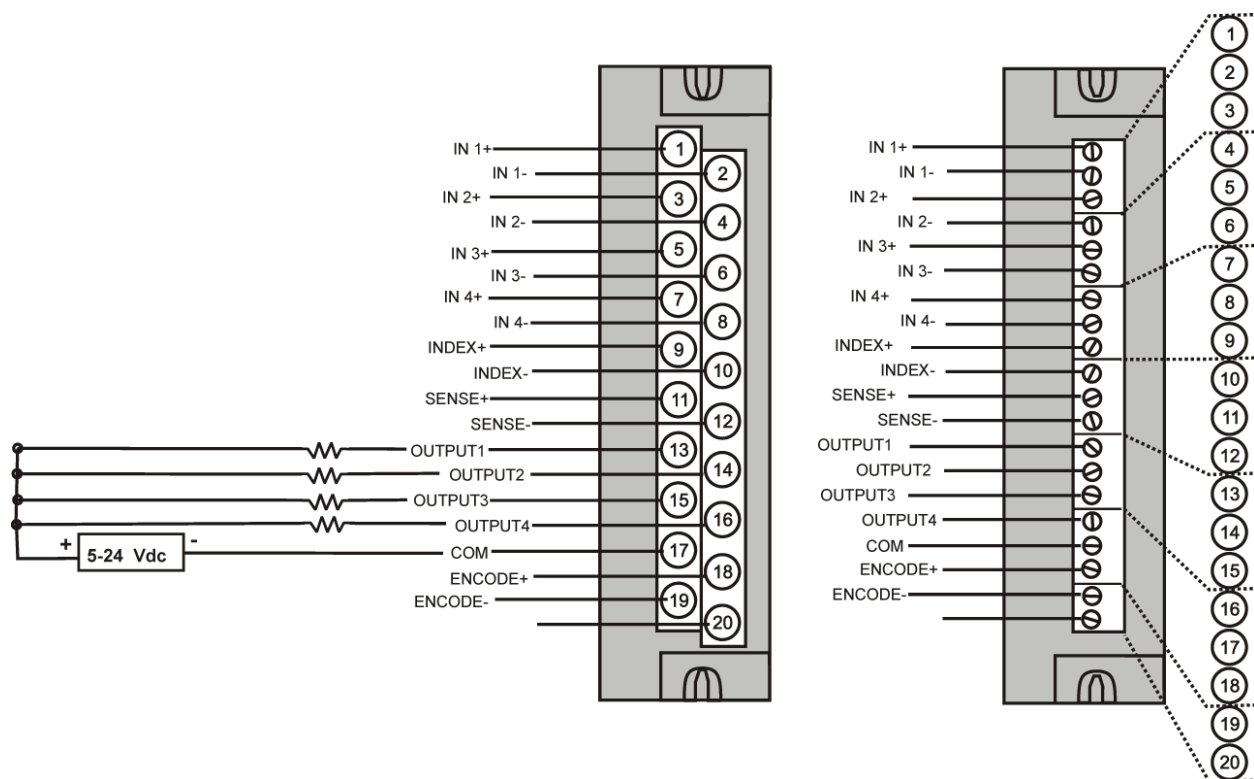 IN 1+ 1
IN 1- 2
IN 2+ 3
IN 2- 4
IN 3+ 5
IN 3- 6
IN 4+ 7
IN 4- 8
INDEX+ 9
INDEX- 10
SENSE+ 11
SENSE- 12
OUTPUT1 13
OUTPUT2 14
OUTPUT3 15
OUTPUT4 16
+ 5-24 Vdc - COM 17
ENCODE+ 18
ENCODE- 19
20
IN 1+
IN 1-
IN 2+
IN 2-
IN 3+
IN 3-
IN 4+
IN 4-
INDEX+
INDEX-
SENSE+
SENSE-
OUTPUT1
OUTPUT2
OUTPUT3
OUTPUT4
COM
ENCODE+
ENCODE-
1
2
3
4
5
6
7
8
9
10
11
12
13
14
15
16
17
18
19
20